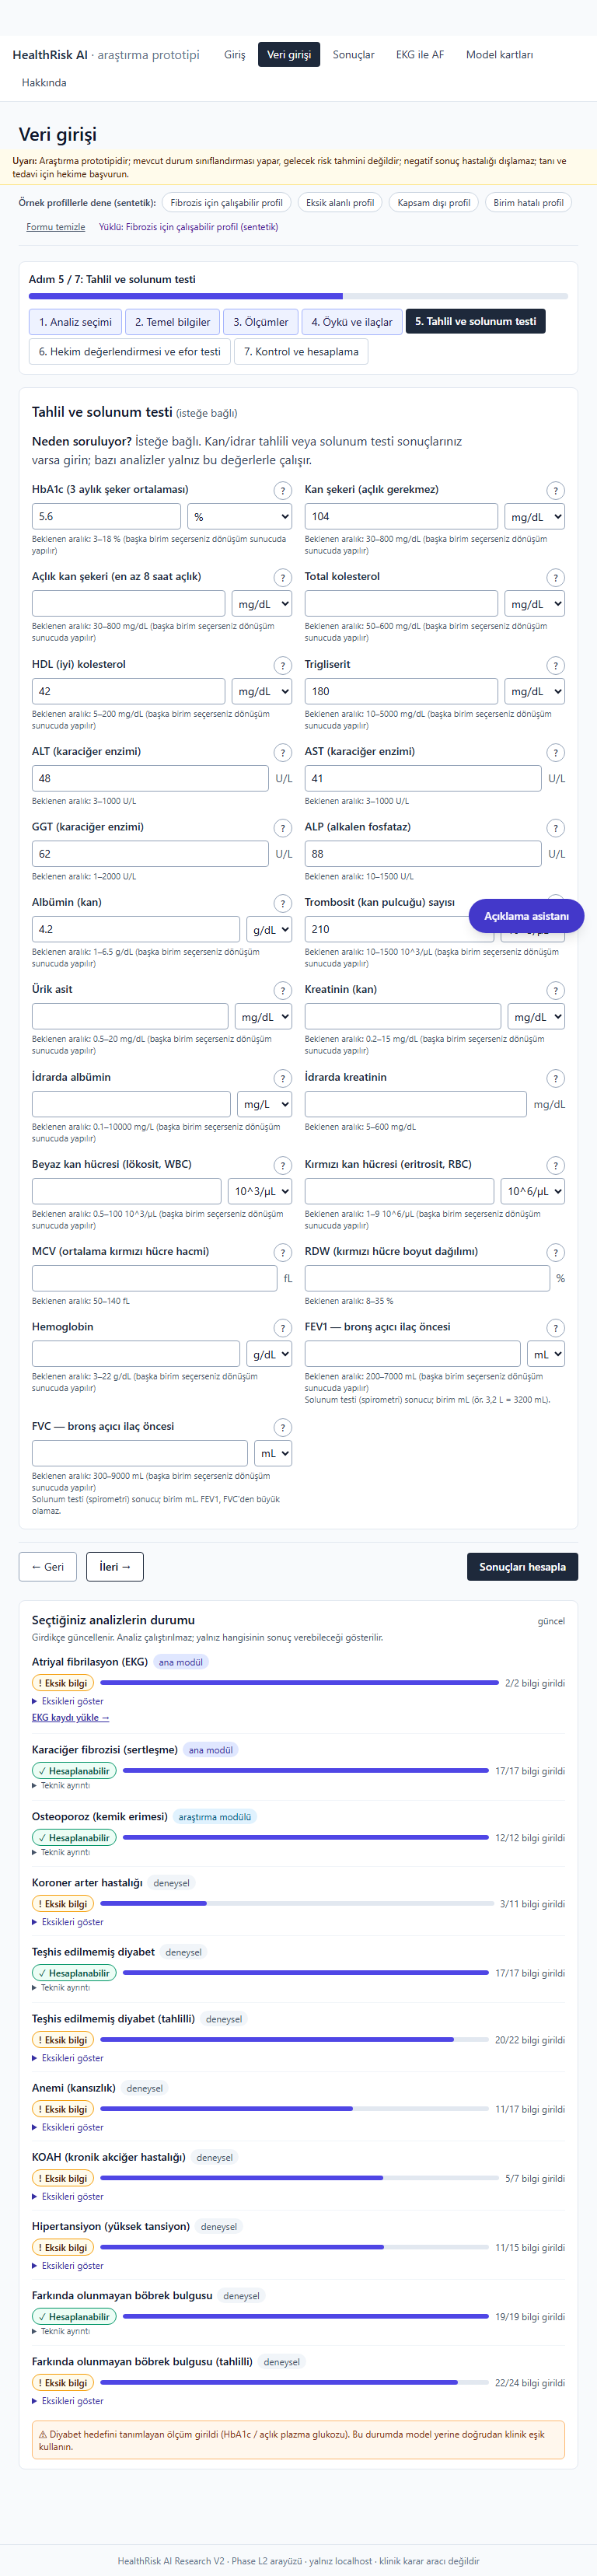 HealthRisk AI · araştırma prototipi
Giriş
Veri girişi
Sonuçlar
EKG ile AF
Model kartları
Hakkında
Veri girişi
Uyarı: Araştırma prototipidir; mevcut durum sınıflandırması yapar, gelecek risk tahmini değildir; negatif sonuç hastalığı dışlamaz; tanı ve
tedavi için hekime başvurun.
Örnek profillerle dene (sentetik):
Fibrozis için çalışabilir profil
Eksik alanlı profil
Kapsam dışı profil
Birim hatalı profil
Formu temizle
Yüklü: Fibrozis için çalışabilir profil (sentetik)
Adım 5 / 7: Tahlil ve solunum testi
1. Analiz seçimi
2. Temel bilgiler
3. Ölçümler
4. Öykü ve ilaçlar
5. Tahlil ve solunum testi
6. Hekim değerlendirmesi ve efor testi
7. Kontrol ve hesaplama
Tahlil ve solunum testi (isteğe bağlı)
Neden soruluyor? İsteğe bağlı. Kan/idrar tahlili veya solunum testi sonuçlarınız
varsa girin; bazı analizler yalnız bu değerlerle çalışır.
HbA1c (3 aylık şeker ortalaması)
?
5.6
%
Beklenen aralık: 3–18 % (başka birim seçerseniz dönüşüm sunucuda
yapılır)
Kan şekeri (açlık gerekmez)
?
104
mg/dL
Beklenen aralık: 30–800 mg/dL (başka birim seçerseniz dönüşüm
sunucuda yapılır)
Açlık kan şekeri (en az 8 saat açlık)
?
mg/dL
Beklenen aralık: 30–800 mg/dL (başka birim seçerseniz dönüşüm
sunucuda yapılır)
Total kolesterol
?
mg/dL
Beklenen aralık: 50–600 mg/dL (başka birim seçerseniz dönüşüm
sunucuda yapılır)
HDL (iyi) kolesterol
?
42
mg/dL
Beklenen aralık: 5–200 mg/dL (başka birim seçerseniz dönüşüm
sunucuda yapılır)
Trigliserit
?
180
mg/dL
Beklenen aralık: 10–5000 mg/dL (başka birim seçerseniz dönüşüm
sunucuda yapılır)
ALT (karaciğer enzimi)
?
48
U/L
Beklenen aralık: 3–1000 U/L
AST (karaciğer enzimi)
?
41
U/L
Beklenen aralık: 3–1000 U/L
GGT (karaciğer enzimi)
?
62
U/L
Beklenen aralık: 1–2000 U/L
ALP (alkalen fosfataz)
?
88
U/L
Beklenen aralık: 10–1500 U/L
Albümin (kan)
?
4.2
g/dL
Beklenen aralık: 1–6.5 g/dL (başka birim seçerseniz dönüşüm
sunucuda yapılır)
Trombosit (kan pulcuğu) sayısı
Açıklama asistanı
210
Beklenen aralık: 10–1500 10^3/µL (başka birim seçerseniz dönüşüm
sunucuda yapılır)
Ürik asit
?
mg/dL
Beklenen aralık: 0.5–20 mg/dL (başka birim seçerseniz dönüşüm
sunucuda yapılır)
Kreatinin (kan)
?
mg/dL
Beklenen aralık: 0.2–15 mg/dL (başka birim seçerseniz dönüşüm
sunucuda yapılır)
İdrarda albümin
?
mg/L
Beklenen aralık: 0.1–10000 mg/L (başka birim seçerseniz dönüşüm
sunucuda yapılır)
İdrarda kreatinin
?
mg/dL
Beklenen aralık: 5–600 mg/dL
Beyaz kan hücresi (lökosit, WBC)
?
10^3/µL
Beklenen aralık: 0.5–100 10^3/µL (başka birim seçerseniz dönüşüm
sunucuda yapılır)
Kırmızı kan hücresi (eritrosit, RBC)
?
10^6/µL
Beklenen aralık: 1–9 10^6/µL (başka birim seçerseniz dönüşüm
sunucuda yapılır)
MCV (ortalama kırmızı hücre hacmi)
?
fL
Beklenen aralık: 50–140 fL
RDW (kırmızı hücre boyut dağılımı)
?
%
Beklenen aralık: 8–35 %
Hemoglobin
?
g/dL
Beklenen aralık: 3–22 g/dL (başka birim seçerseniz dönüşüm
sunucuda yapılır)
FEV1 — bronş açıcı ilaç öncesi
?
mL
Beklenen aralık: 200–7000 mL (başka birim seçerseniz dönüşüm
sunucuda yapılır)
Solunum testi (spirometri) sonucu; birim mL (ör. 3,2 L = 3200 mL).
FVC — bronş açıcı ilaç öncesi
?
mL
Beklenen aralık: 300–9000 mL (başka birim seçerseniz dönüşüm
sunucuda yapılır)
Solunum testi (spirometri) sonucu; birim mL. FEV1, FVC'den büyük
olamaz.
← Geri
İleri →
Sonuçları hesapla
Seçtiğiniz analizlerin durumu
güncel
Girdikçe güncellenir. Analiz çalıştırılmaz; yalnız hangisinin sonuç verebileceği gösterilir.
Atriyal fibrilasyon (EKG) ana modül
! Eksik bilgi
2/2 bilgi girildi
▶ Eksikleri göster
EKG kaydı yükle →
Karaciğer fibrozisi (sertleşme) ana modül
✓ Hesaplanabilir
17/17 bilgi girildi
▶ Teknik ayrıntı
Osteoporoz (kemik erimesi) araştırma modülü
✓ Hesaplanabilir
12/12 bilgi girildi
▶ Teknik ayrıntı
Koroner arter hastalığı deneysel
! Eksik bilgi
3/11 bilgi girildi
▶ Eksikleri göster
Teşhis edilmemiş diyabet deneysel
✓ Hesaplanabilir
17/17 bilgi girildi
▶ Teknik ayrıntı
Teşhis edilmemiş diyabet (tahlilli) deneysel
! Eksik bilgi
20/22 bilgi girildi
▶ Eksikleri göster
Anemi (kansızlık) deneysel
! Eksik bilgi
11/17 bilgi girildi
▶ Eksikleri göster
KOAH (kronik akciğer hastalığı) deneysel
! Eksik bilgi
5/7 bilgi girildi
▶ Eksikleri göster
Hipertansiyon (yüksek tansiyon) deneysel
! Eksik bilgi
11/15 bilgi girildi
▶ Eksikleri göster
Farkında olunmayan böbrek bulgusu deneysel
✓ Hesaplanabilir
19/19 bilgi girildi
▶ Teknik ayrıntı
Farkında olunmayan böbrek bulgusu (tahlilli) deneysel
! Eksik bilgi
22/24 bilgi girildi
▶ Eksikleri göster
⚠ Diyabet hedefini tanımlayan ölçüm girildi (HbA1c / açlık plazma glukozu). Bu durumda model yerine doğrudan klinik eşik
kullanın.
HealthRisk AI Research V2 · Phase L2 arayüzü · yalnız localhost · klinik karar aracı değildir